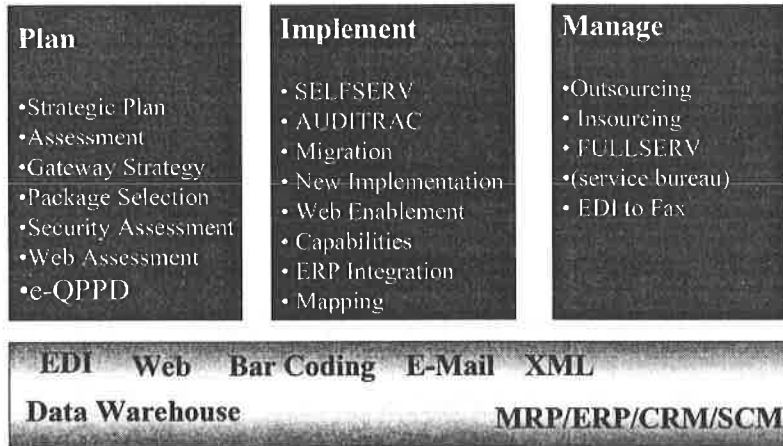 Plan
•Strategic Plan
•Assessment
•Gateway Strategy
•Package Selection
•Security Assessment
•Web Assessment
•e-QPPD
Implement
• SELFSERV
• AUDITRAC
• Migration
• New Implementation
• Web Enablement
• Capabilities
• ERP Integration
• Mapping
Manage
•Outsourcing
• Insourcing
• FULLSERV
•(service bureau)
• EDI to Fax
EDI Web Bar Coding E-Mail XML
Data Warehouse MRP/ERP/CRM/SCM